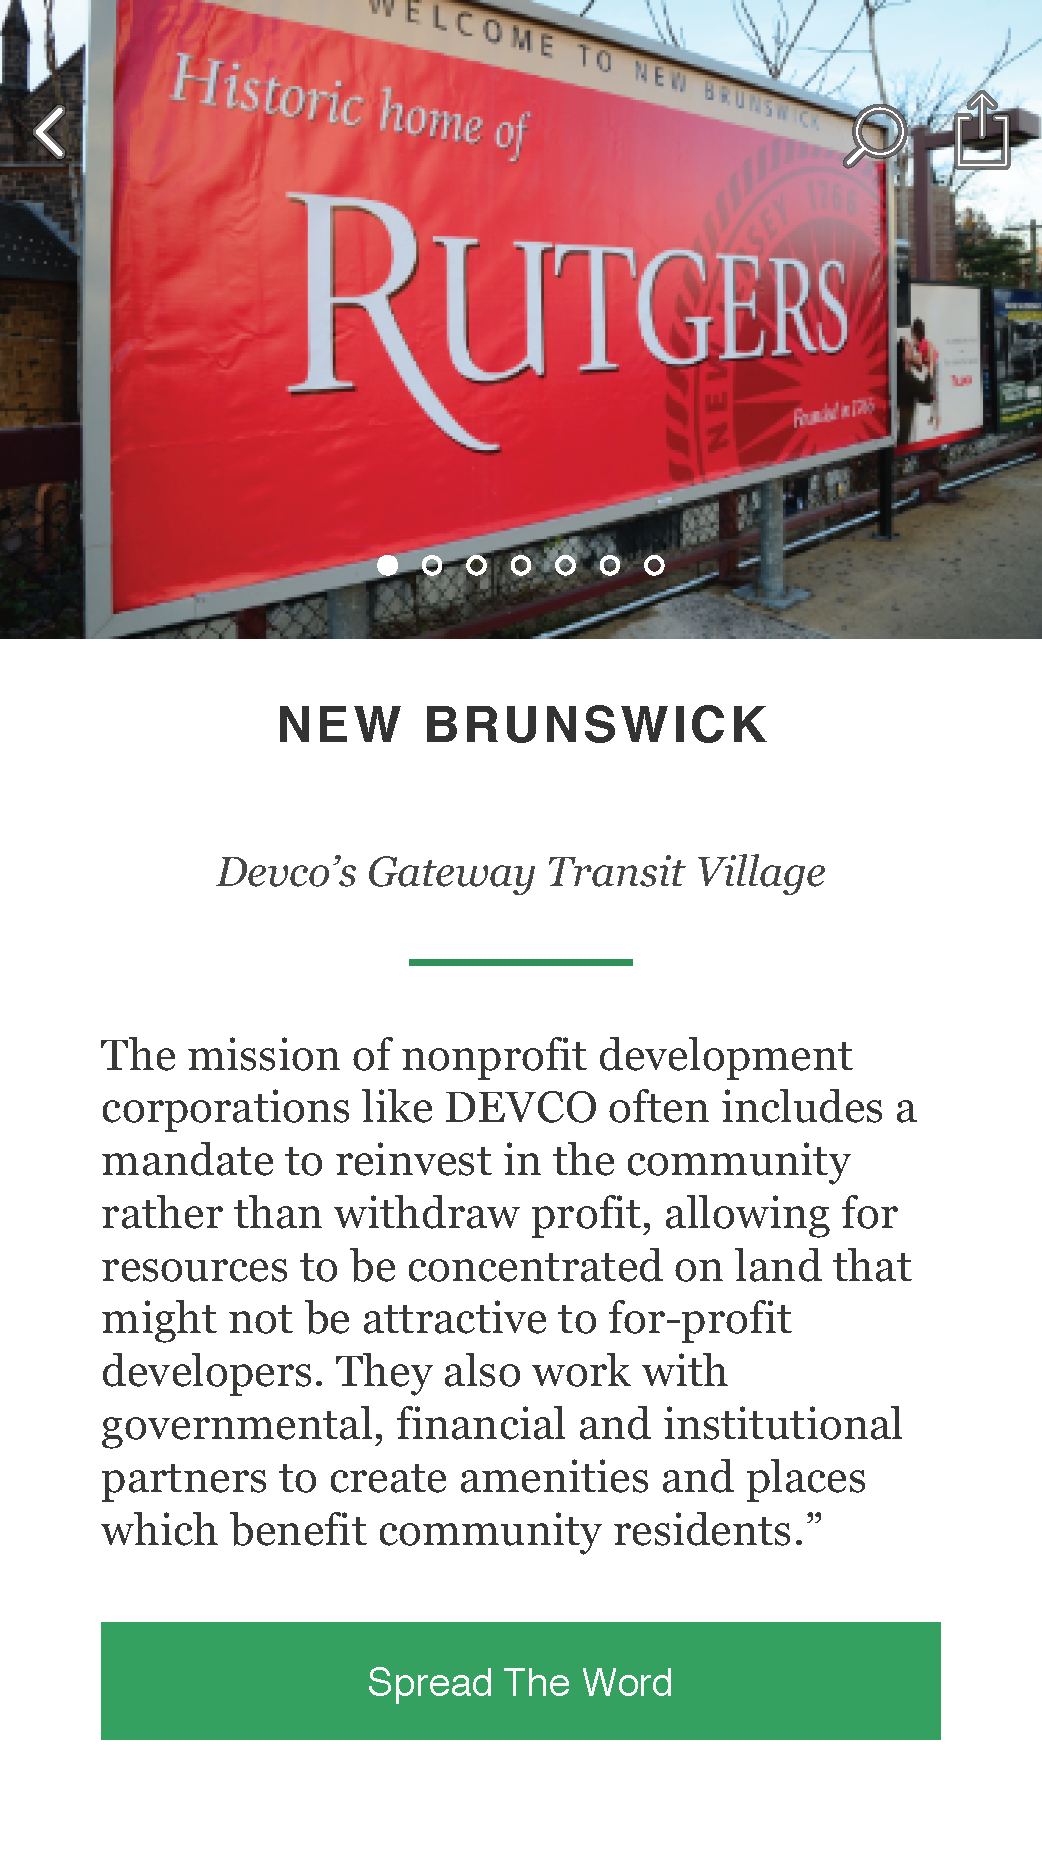 WELCOME TO NEW BRUNSWICK
Historic home of
RUTGERS
1766
NEW
SEY
Founded in 1766
NEW BRUNSWICK
Devco’s Gateway Transit Village
The mission of nonprofit development
corporations like DEVCO often includes a
mandate to reinvest in the community
rather than withdraw profit, allowing for
resources to be concentrated on land that
might not be attractive to for-profit
developers. They also work with
governmental, financial and institutional
partners to create amenities and places
which benefit community residents.”
Spread The Word